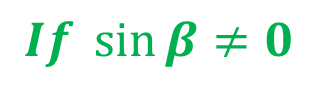 If sin β ≠ 0